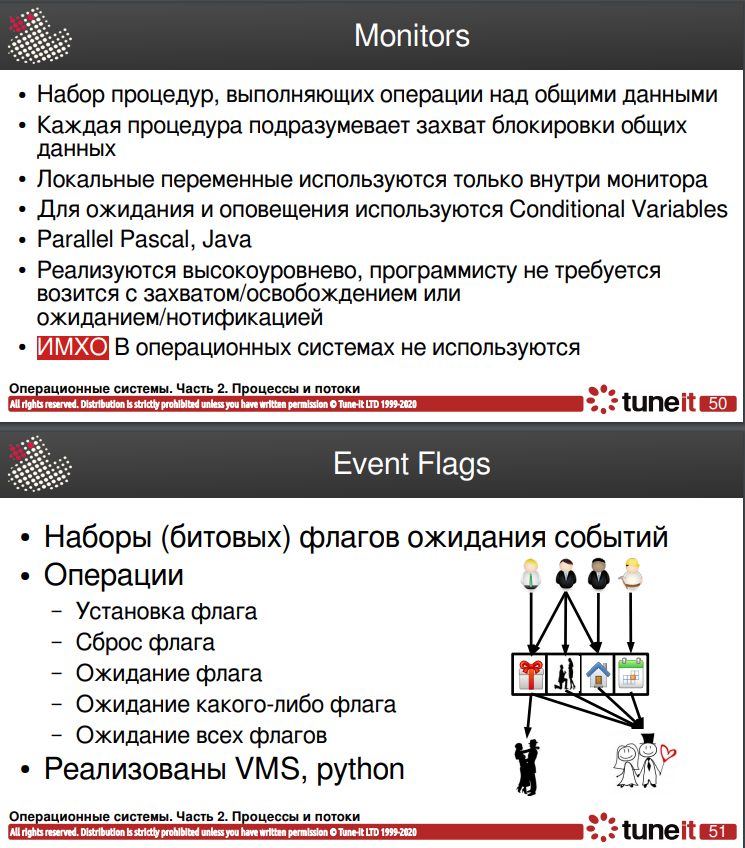 Monitors
• Набор процедур, выполняющих операции над общими данными
• Каждая процедура подразумевает захват блокировки общих
данных
• Локальные переменные используются только внутри монитора
• Для ожидания и оповещения используются Conditional Variables
• Parallel Pascal, Java
• Реализуются высокоуровнево, программисту не требуется
возится с захватом/освобождением или
ожиданием/нотификацией
• ИМХО В операционных системах не используются
Операционные системы. Часть 2. Процессы и потоки
All rights reserved. Distribution is strictly prohibited unless you have written permission © Tune-it LTD 1999-2020
tuneit 50
Event Flags
• Наборы (битовых) флагов ожидания событий
• Операции
– Установка флага
– Сброс флага
– Ожидание флага
– Ожидание какого-либо флага
– Ожидание всех флагов
• Реализованы VMS, python
Операционные системы. Часть 2. Процессы и потоки
All rights reserved. Distribution is strictly prohibited unless you have written permission © Tune-it LTD 1999-2020
tuneit 51